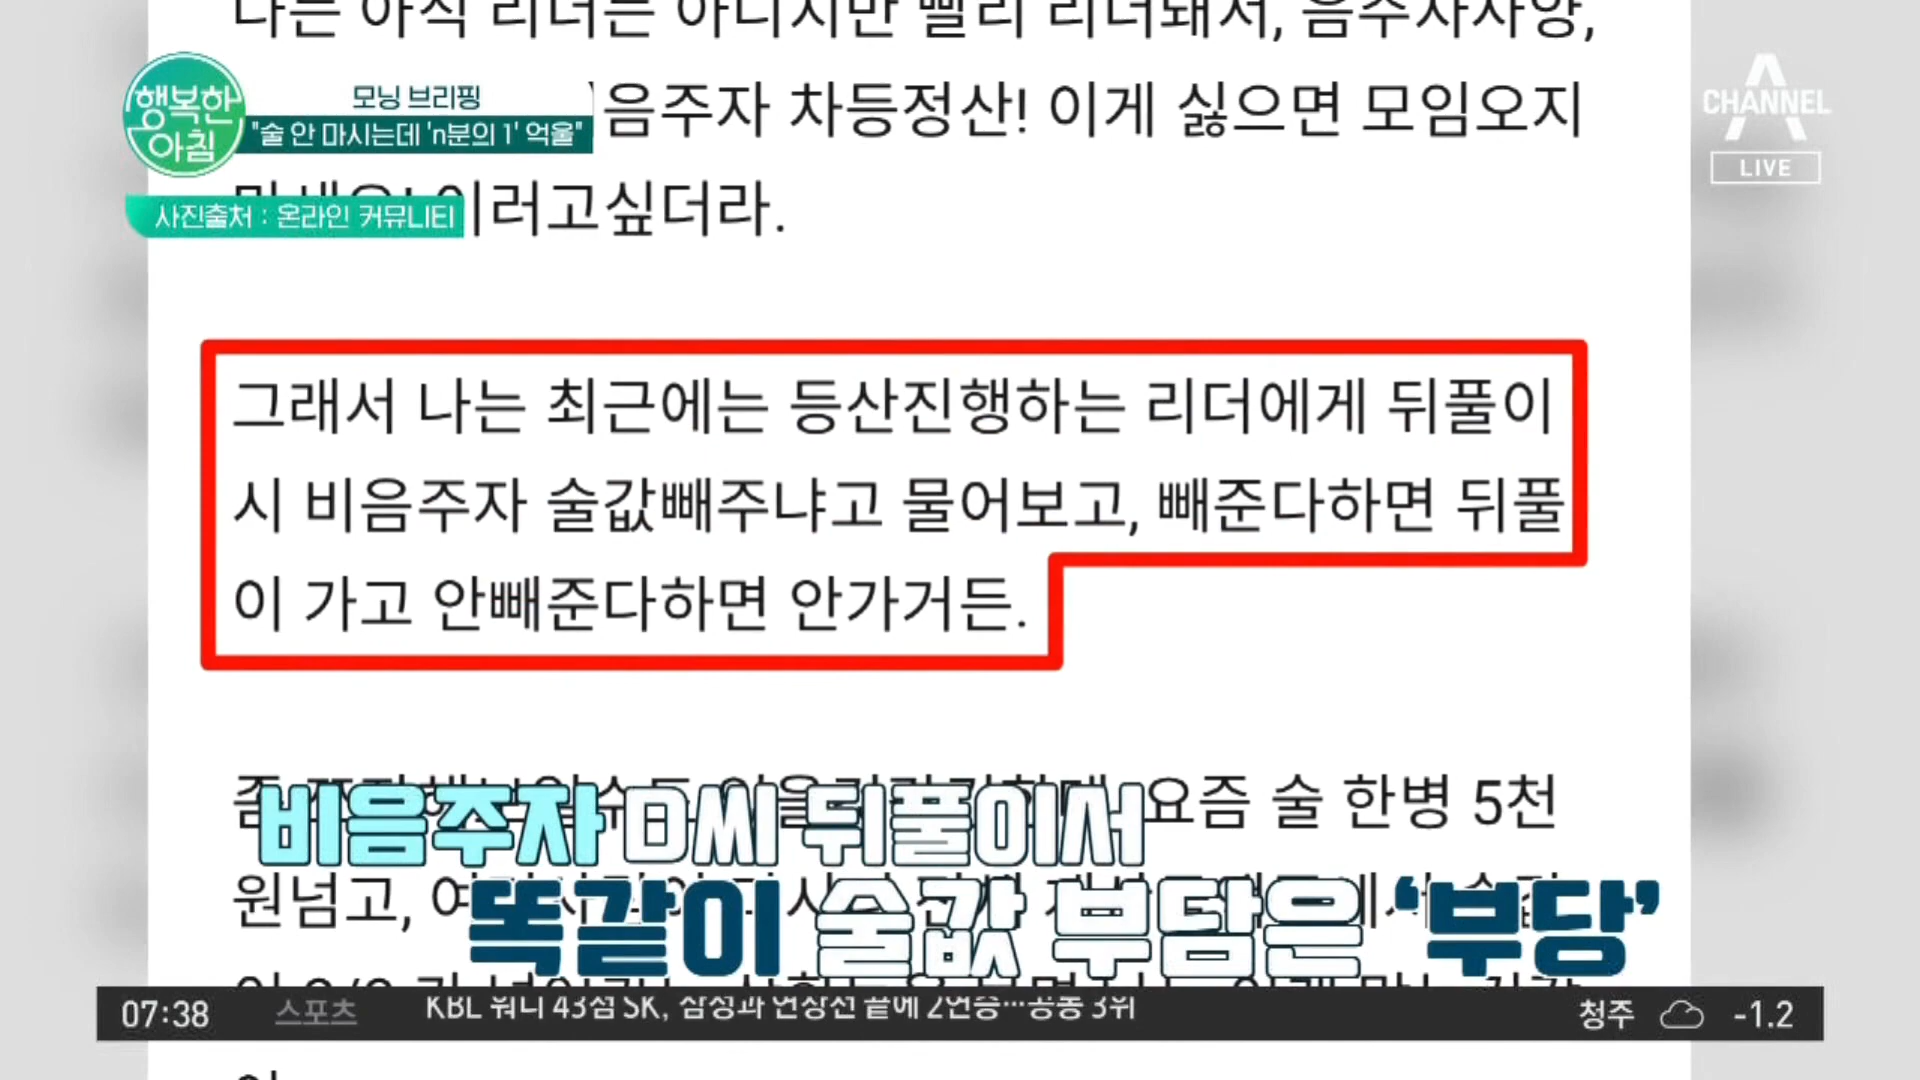 나는 아직 리더는 아니지만 빨리 리더돼서, 음주자사양,
행복한
아침
모닝 브리핑
"술 안 마시는데 'n분의 1' 억울"
음주자 차등정산! 이게 싫으면 모임오지
사진출처 : 온라인 커뮤니티
이러고싶더라.
CHANNEL A
LIVE
그래서 나는 최근에는 등산진행하는 리더에게 뒤풀이
시 비음주자 술값빼주냐고 물어보고, 빼준다하면 뒤풀
이 가고 안빼준다하면 안가거든.
요즘 술 한병 5천
비음주자 D씨 뒤풀이서
원넘고,
똑같이 술값 부담은 '부당'
07:38 스포츠 KBL 워니 43점 SK, 삼성과 연장선 끝에 2연승…공동 3위 청주 -1.2